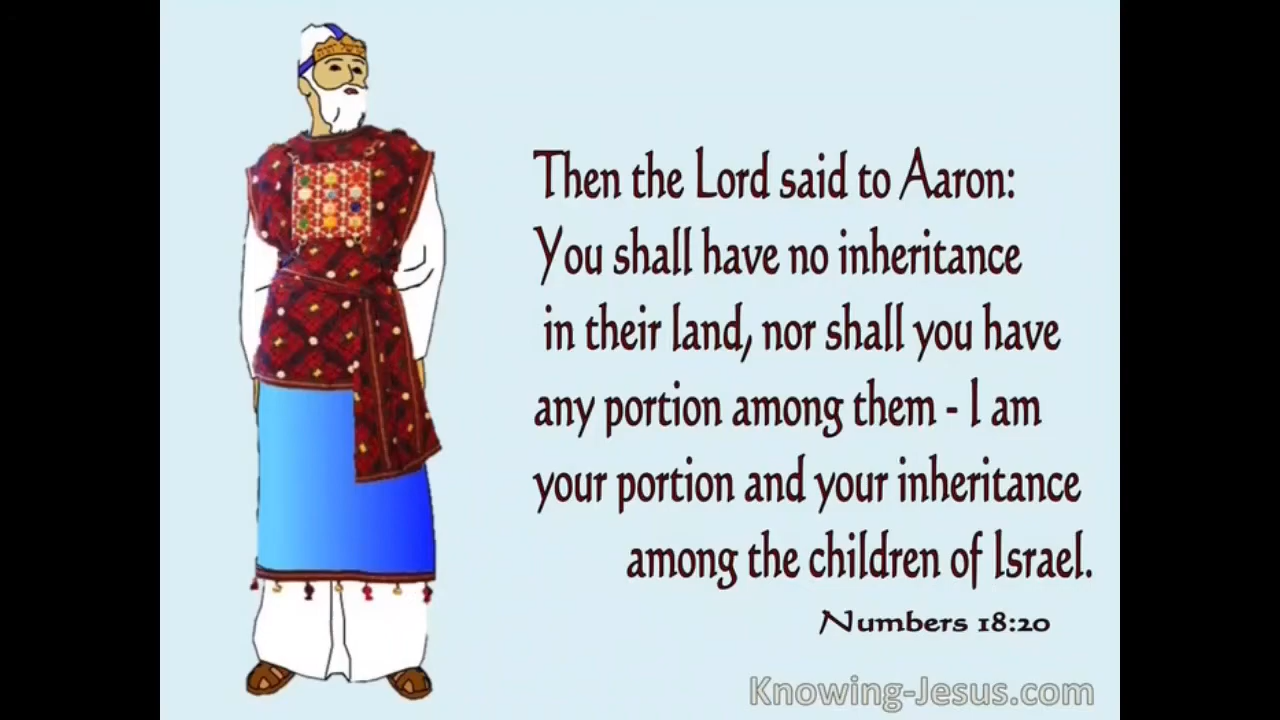 Then the Lord said to Aaron:
You shall have no inheritance
in their land, nor shall you have
any portion among them - I am
your portion and your inheritance
among the children of Israel.
Numbers 18:20
Knowing-Jesus.com